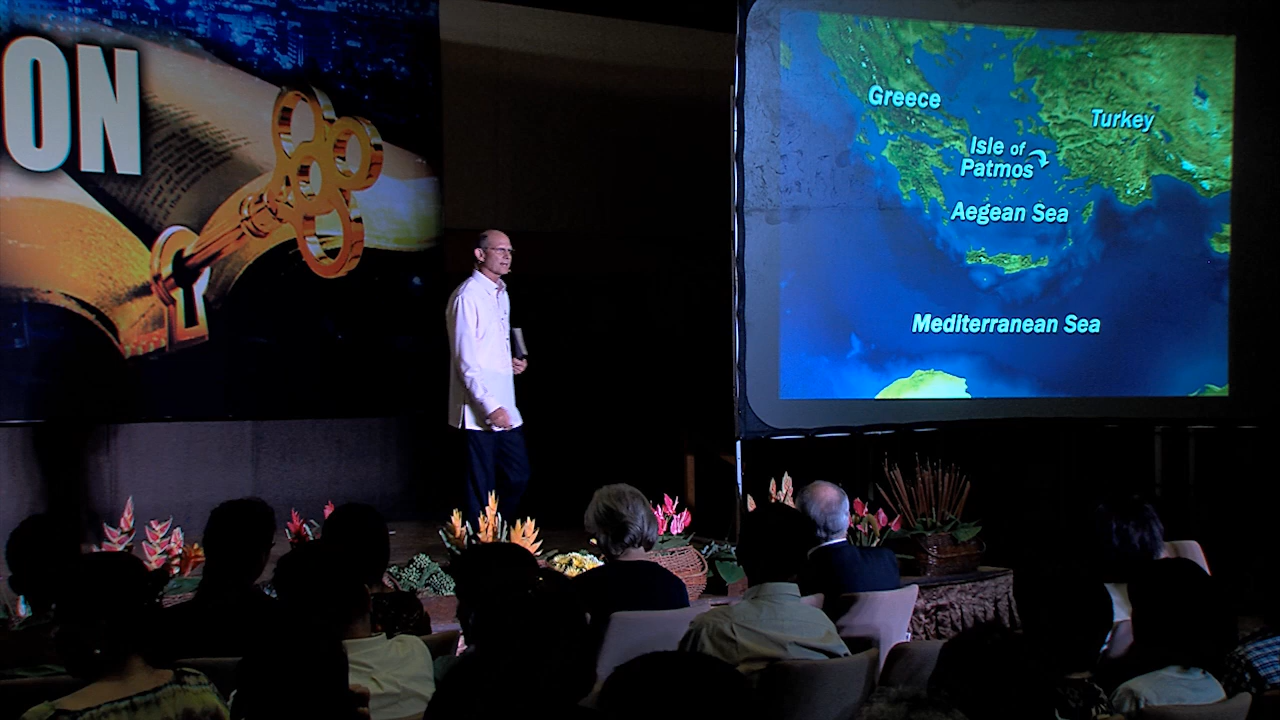 ON
Greece
Turkey
Isle of
Patmos
Aegean Sea
Mediterranean Sea